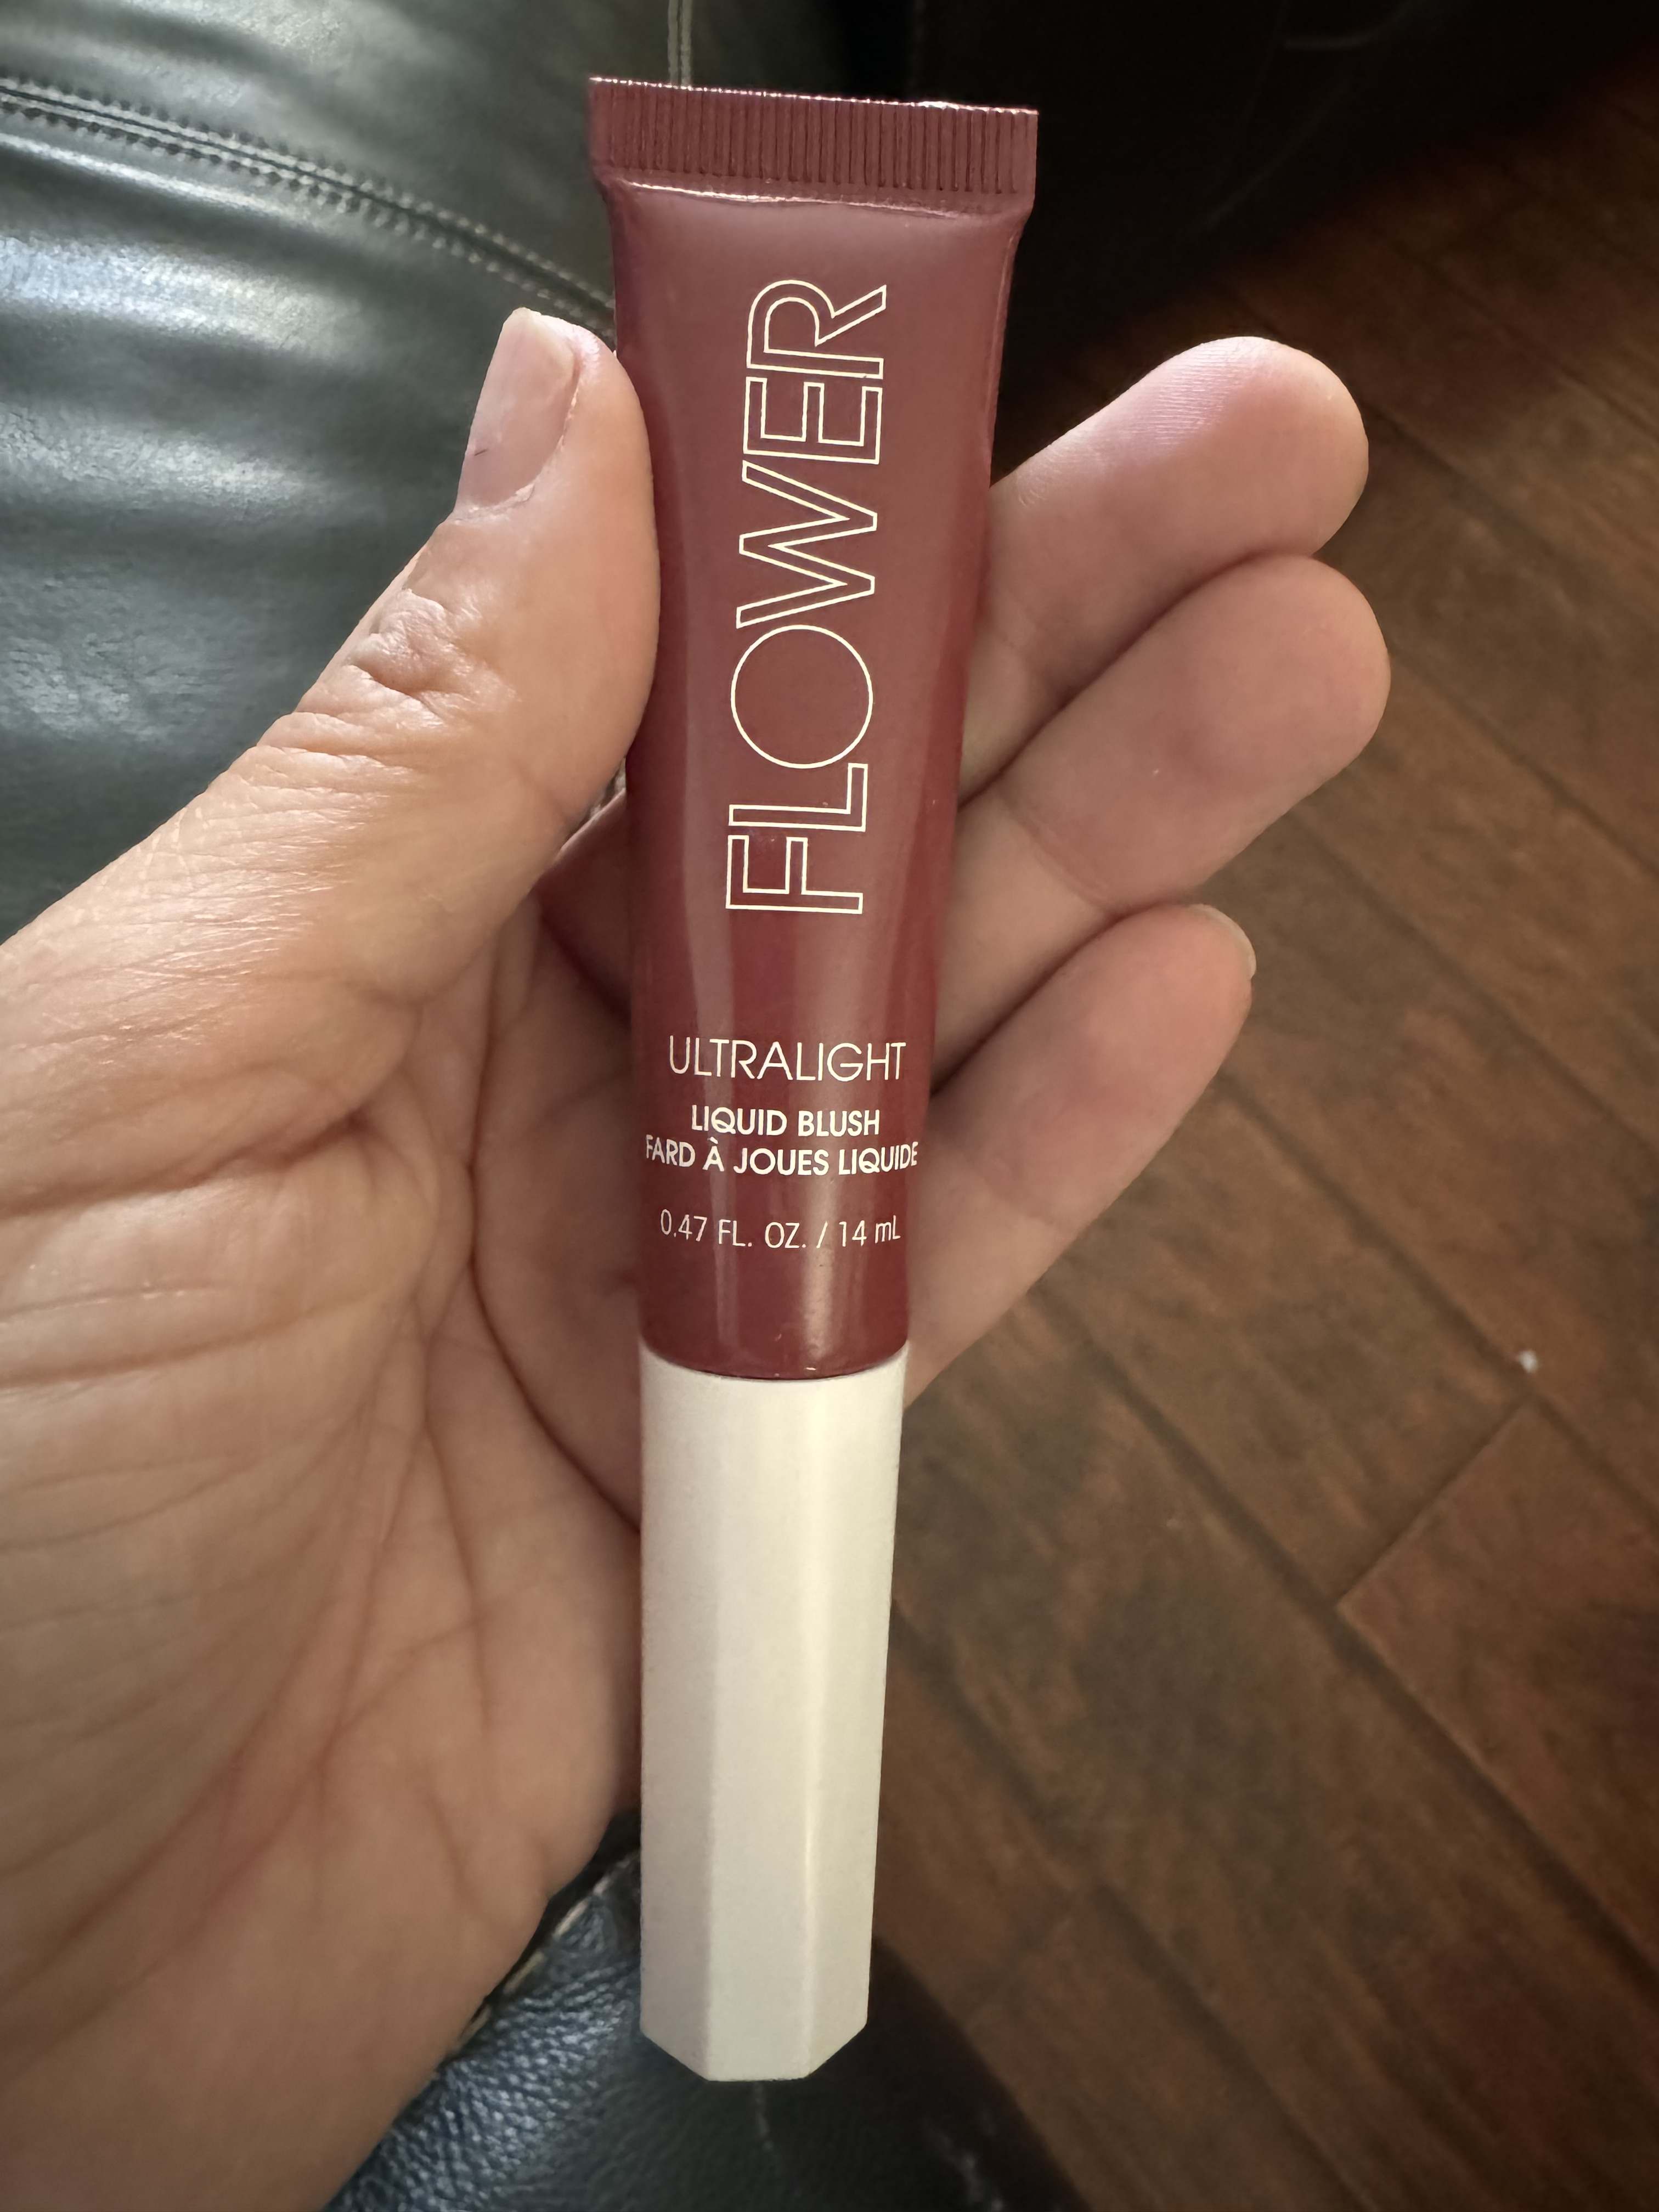 FLOWER
ULTRALIGHT
LIQUID BLUSH
FARD À JOUES LIQUIDE
0.47 FL. OZ. / 14 mL